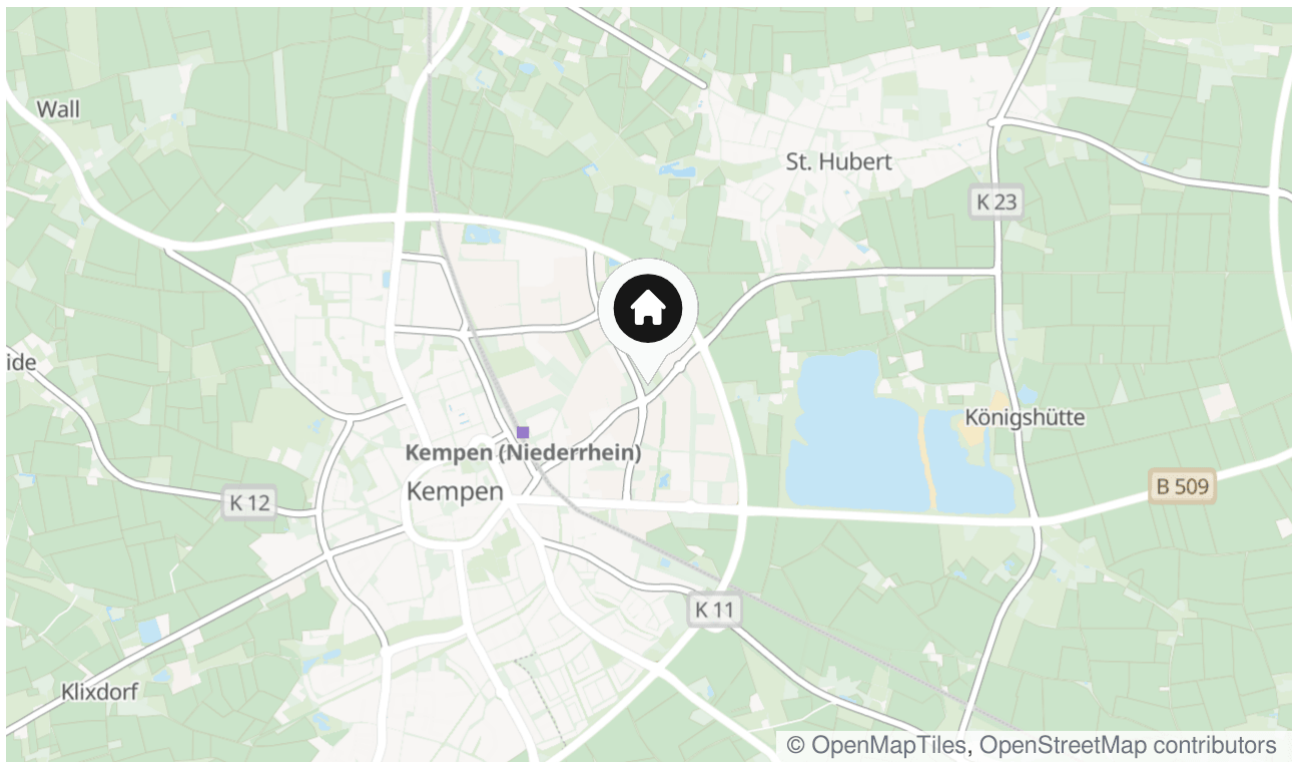 Wall
St. Hubert
K 23
ide
Königshütte
Kempen (Niederrhein)
Kempen
B 509
K 12
K 11
Klixdorf
© OpenMapTiles, OpenStreetMap contributors